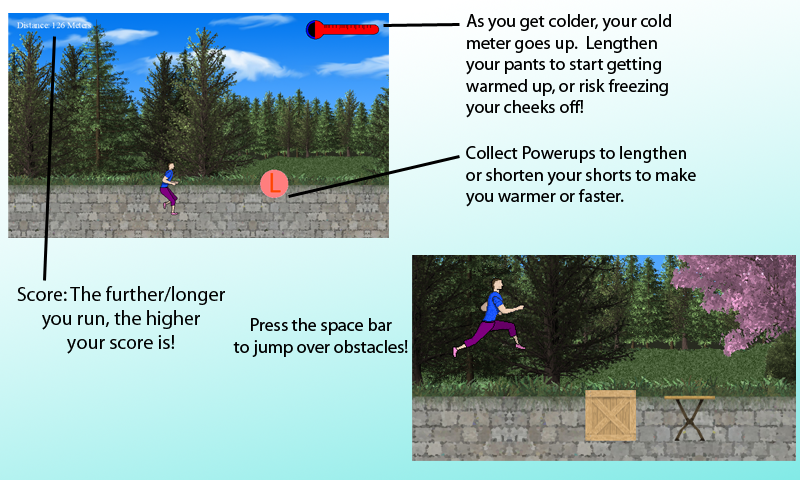 Distance: 126 Meters
As you get colder, your cold
meter goes up. Lengthen
your pants to start getting
warmed up, or risk freezing
your cheeks off!
L
Collect Powerups to lengthen
or shorten your shorts to make
you warmer or faster.
Score: The further/longer
you run, the higher
your score is!
Press the space bar
to jump over obstacles!